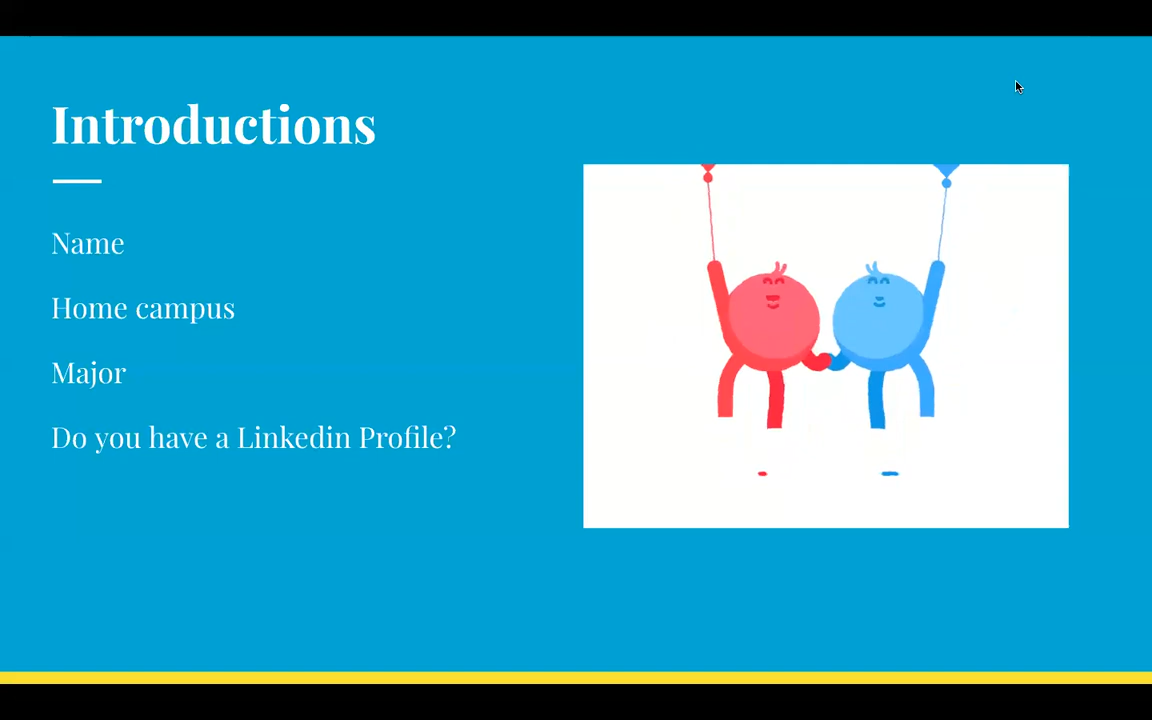 Introductions
Name
Home campus
Major
Do you have a Linkedin Profile?